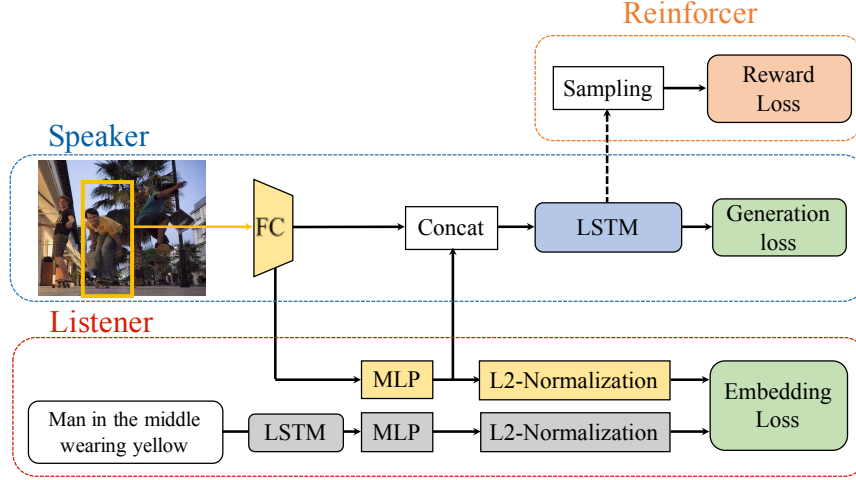 Reinforcer
Sampling
Reward
Loss
Speaker
FC
Concat
LSTM
Generation
loss
Listener
MLP
L2-Normalization
Embedding
Loss
Man in the middle
wearing yellow
LSTM
MLP
L2-Normalization